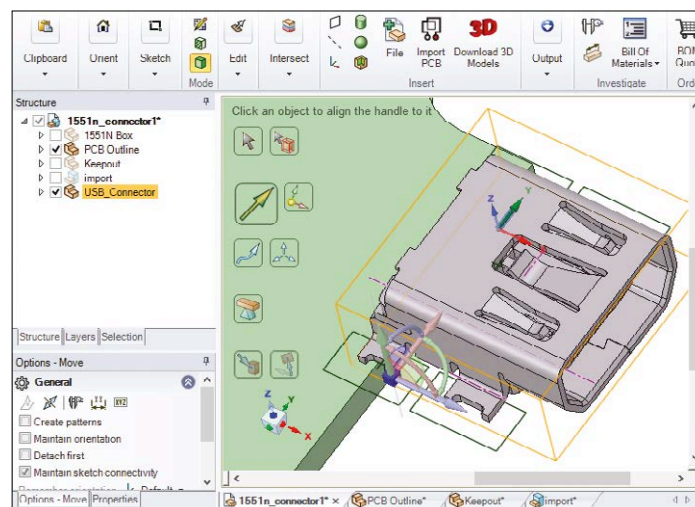 Clipboard
Orient
Sketch
Mode
Edit
Intersect
File
Import PCB
Download 3D Models
Insert
Output
Bill Of Materials
Investigate
Structure
1551n_connector1*
1551N Box
PCB Outline
Keepout
import
USB_Connector
Structure Layers Selection
Options - Move
General
XYZ
Create patterns
Maintain orientation
Detach first
Maintain sketch connectivity
Options - Move Properties
Click an object to align the handle to it
Z
Y
Z
Y
X
1551n_connector1* × PCB Outline* Keepout* import*